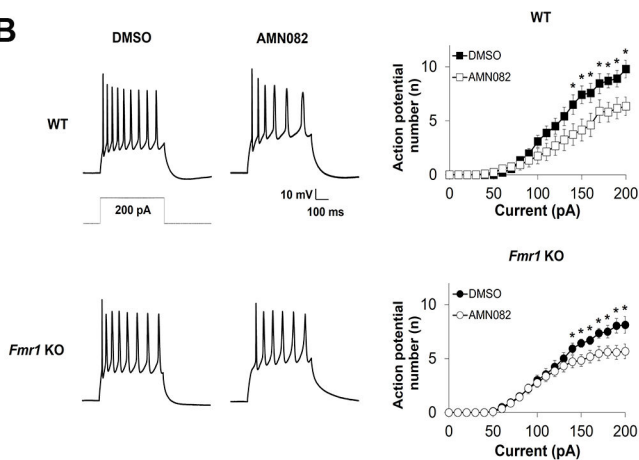 B
DMSO
AMN082
WT
200 pA
10 mV
100 ms
Fmr1 KO
WT
DMSO
AMN082
* * * * * * *
Action potential
number (n)
10
5
0
0 50 100 150 200
Current (pA)
Fmr1 KO
DMSO
AMN082
* * * * * * *
Action potential
number (n)
10
5
0
0 50 100 150 200
Current (pA)